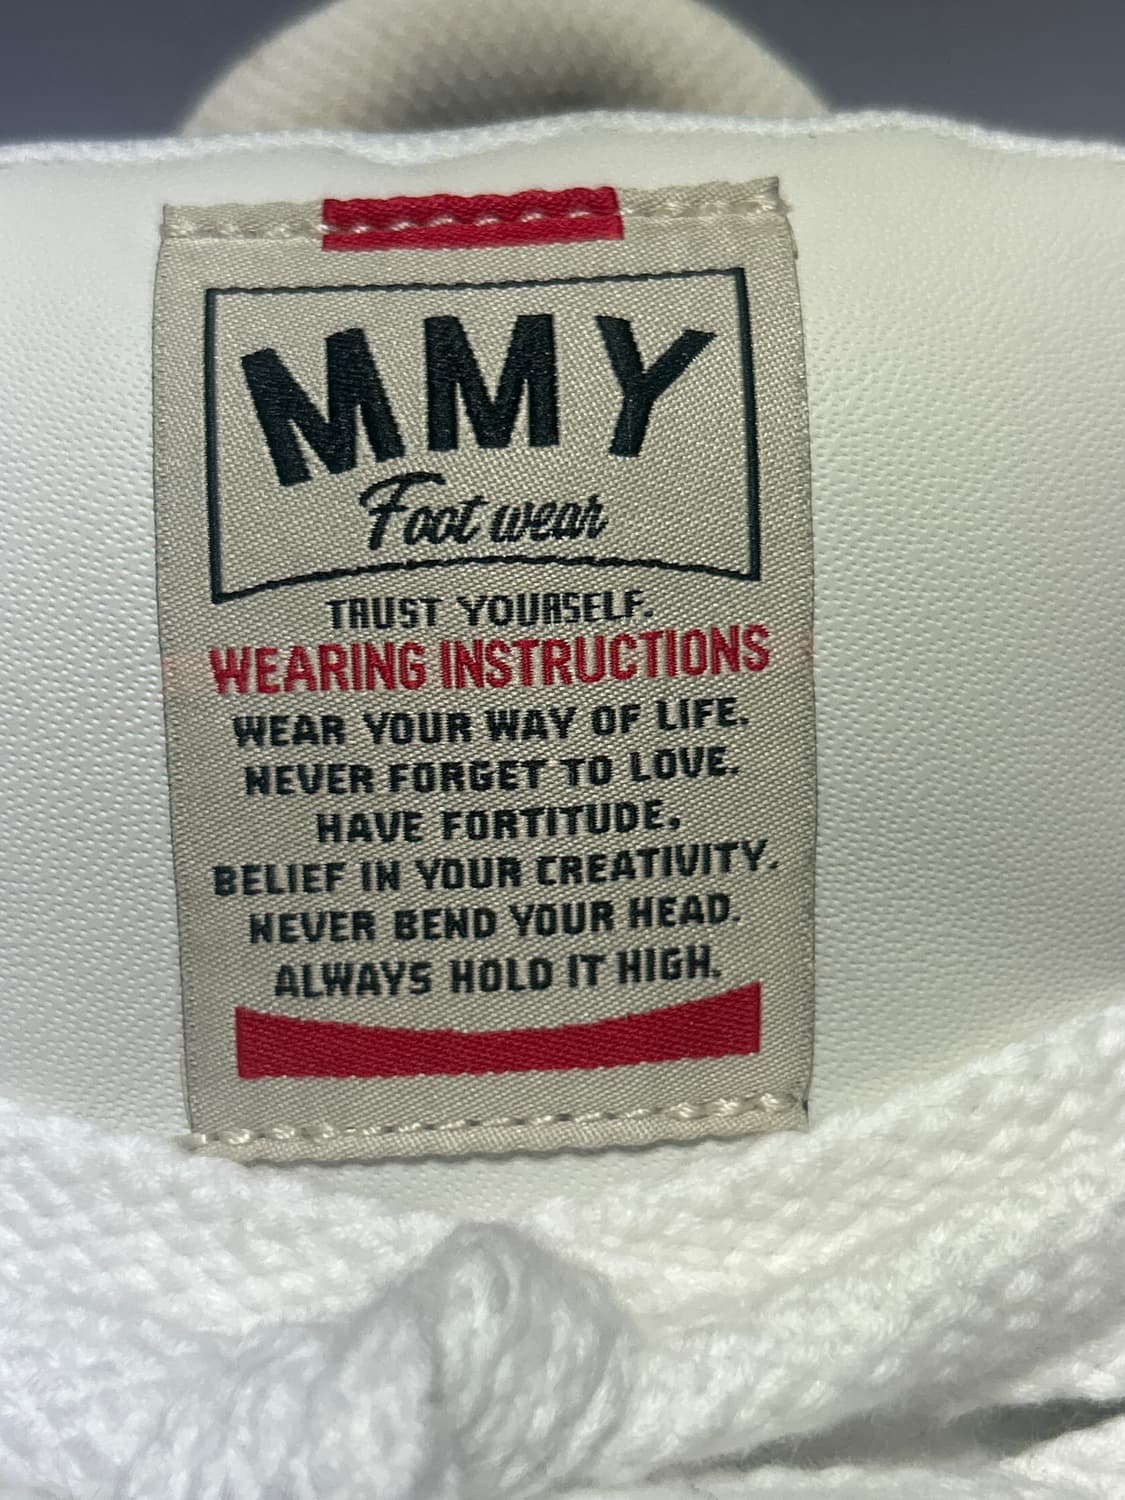 MMY
Foot wear
TRUST YOURSELF.
WEARING INSTRUCTIONS
WEAR YOUR WAY OF LIFE.
NEVER FORGET TO LOVE.
HAVE FORTITUDE,
BELIEF IN YOUR CREATIVITY.
NEVER BEND YOUR HEAD.
ALWAYS HOLD IT HIGH.